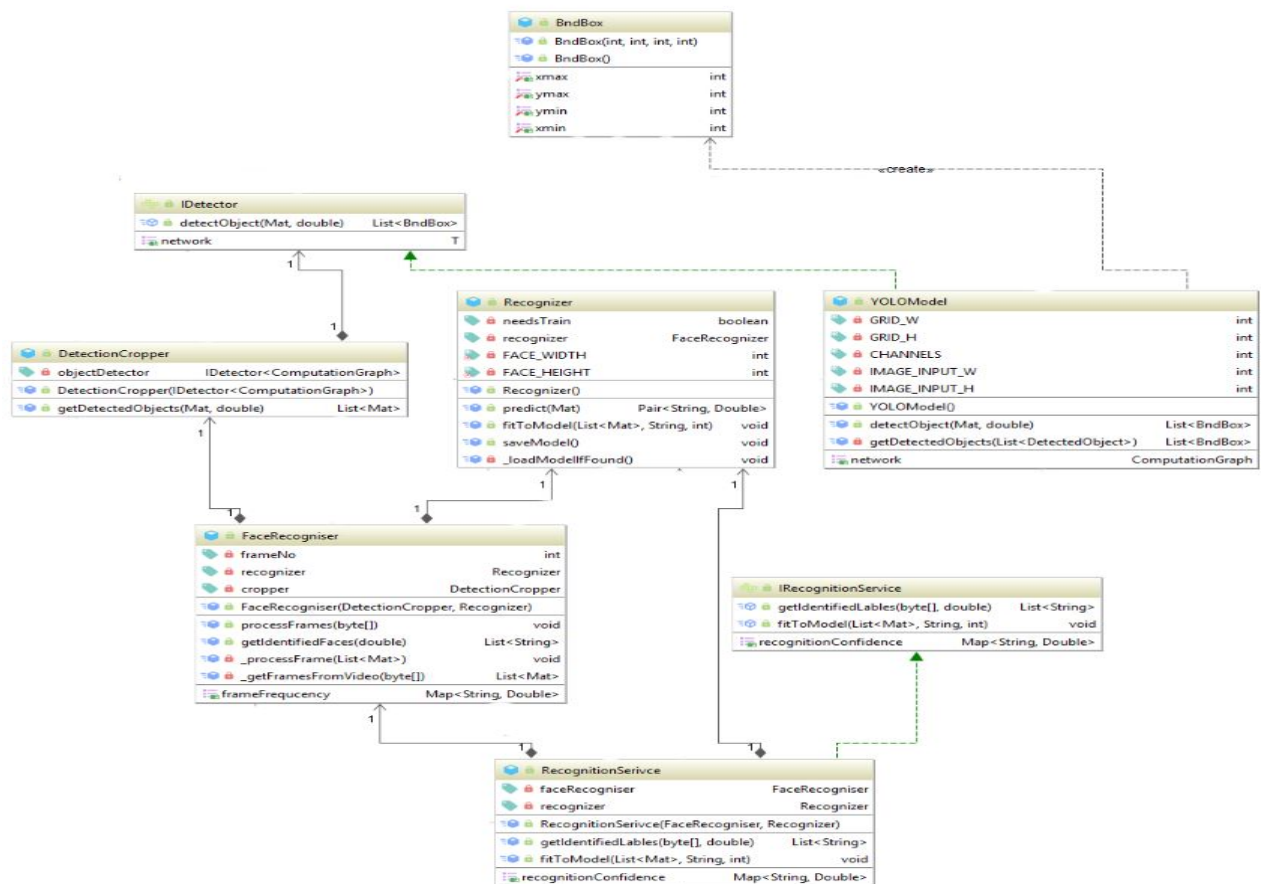 BndBox
BndBox(int, int, int, int)
BndBox()
xmax int
ymax int
ymin int
xmin int
«create»
IDetector
detectObject(Mat, double) List<BndBox>
network T
1
1
DetectionCropper
objectDetector IDetector<ComputationGraph>
DetectionCropper(IDetector<ComputationGraph>)
getDetectedObjects(Mat, double) List<Mat>
Recognizer
needsTrain boolean
recognizer FaceRecognizer
FACE_WIDTH int
FACE_HEIGHT int
Recognizer()
predict(Mat) Pair<String, Double>
fitToModel(List<Mat>, String, int) void
saveModel() void
_loadModelIfFound() void
YOLOModel
GRID_W int
GRID_H int
CHANNELS int
IMAGE_INPUT_W int
IMAGE_INPUT_H int
YOLOModel()
detectObject(Mat, double) List<BndBox>
getDetectedObjects(List<DetectedObject>) List<BndBox>
network ComputationGraph
1
1
1
1
1
FaceRecogniser
frameNo int
recognizer Recognizer
cropper DetectionCropper
FaceRecogniser(DetectionCropper, Recognizer)
processFrames(byte[]) void
getIdentifiedFaces(double) List<String>
_processFrame(List<Mat>) void
_getFramesFromVideo(byte[]) List<Mat>
frameFrequcency Map<String, Double>
IRecognitionService
getIdentifiedLables(byte[], double) List<String>
fitToModel(List<Mat>, String, int) void
recognitionConfidence Map<String, Double>
1
1
1
RecognitionSerivce
faceRecogniser FaceRecogniser
recognizer Recognizer
RecognitionSerivce(FaceRecogniser, Recognizer)
getIdentifiedLables(byte[], double) List<String>
fitToModel(List<Mat>, String, int) void
recognitionConfidence Map<String, Double>